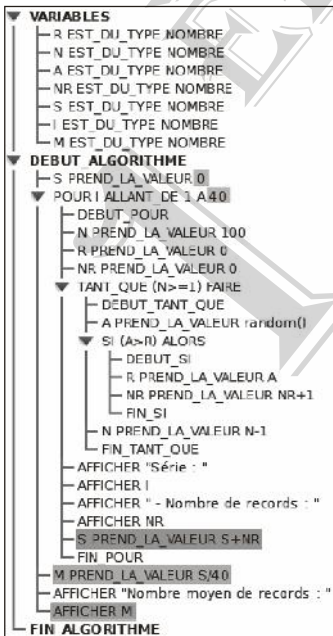 VARIABLES
R EST_DU_TYPE NOMBRE
N EST_DU_TYPE NOMBRE
A EST_DU_TYPE NOMBRE
NR EST_DU_TYPE NOMBRE
S EST_DU_TYPE NOMBRE
I EST_DU_TYPE NOMBRE
M EST_DU_TYPE NOMBRE
DEBUT_ALGORITHME
S PREND_LA_VALEUR 0
POUR I ALLANT_DE 1 A 40
DEBUT_POUR
N PREND_LA_VALEUR 100
R PREND_LA_VALEUR 0
NR PREND_LA_VALEUR 0
TANT_QUE (N>=1) FAIRE
DEBUT_TANT_QUE
A PREND_LA_VALEUR random()
SI (A>R) ALORS
DEBUT_SI
R PREND_LA_VALEUR A
NR PREND_LA_VALEUR NR+1
FIN_SI
N PREND_LA_VALEUR N-1
FIN_TANT_QUE
AFFICHER "Série : "
AFFICHER I
AFFICHER " - Nombre de records : "
AFFICHER NR
S PREND_LA_VALEUR S+NR
FIN_POUR
M PREND_LA_VALEUR S/40
AFFICHER "Nombre moyen de records : "
AFFICHER M
FIN_ALGORITHME